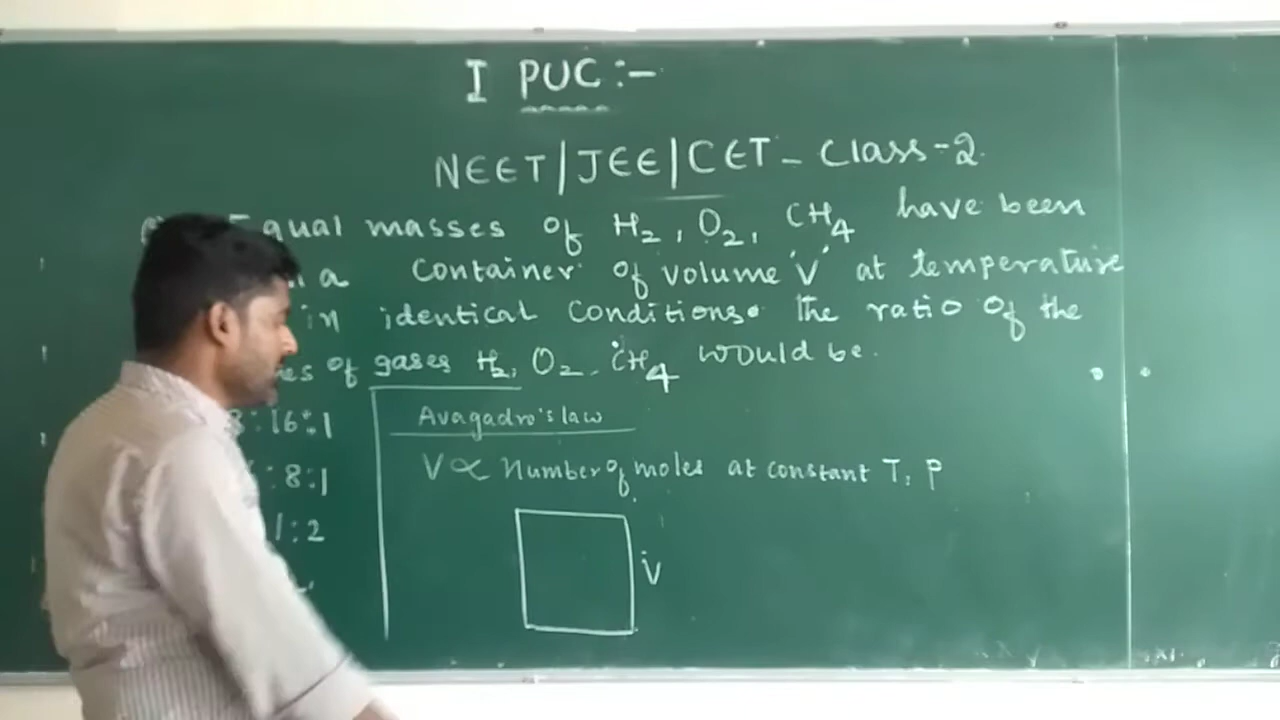 I PUC:-
NEET/JEE/CET- Class-2.
qual masses of H₂, O₂, CH₄ have been
a Container of volume 'V' at temperature
in identical Conditions. the ratio of the
es of gases H₂, O₂, CH₄ would be.
8:16:1
:8:1
1:2
Avagadro's law
V∝ Number of moles at constant T, P
V